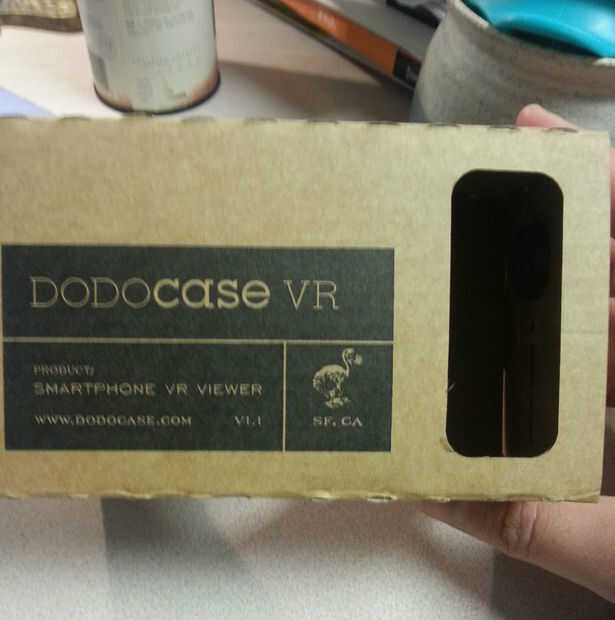 DODOcase VR
PRODUCT:
SMARTPHONE VR VIEWER
WWW.DODOCASE.COM V1.1
SF, CA